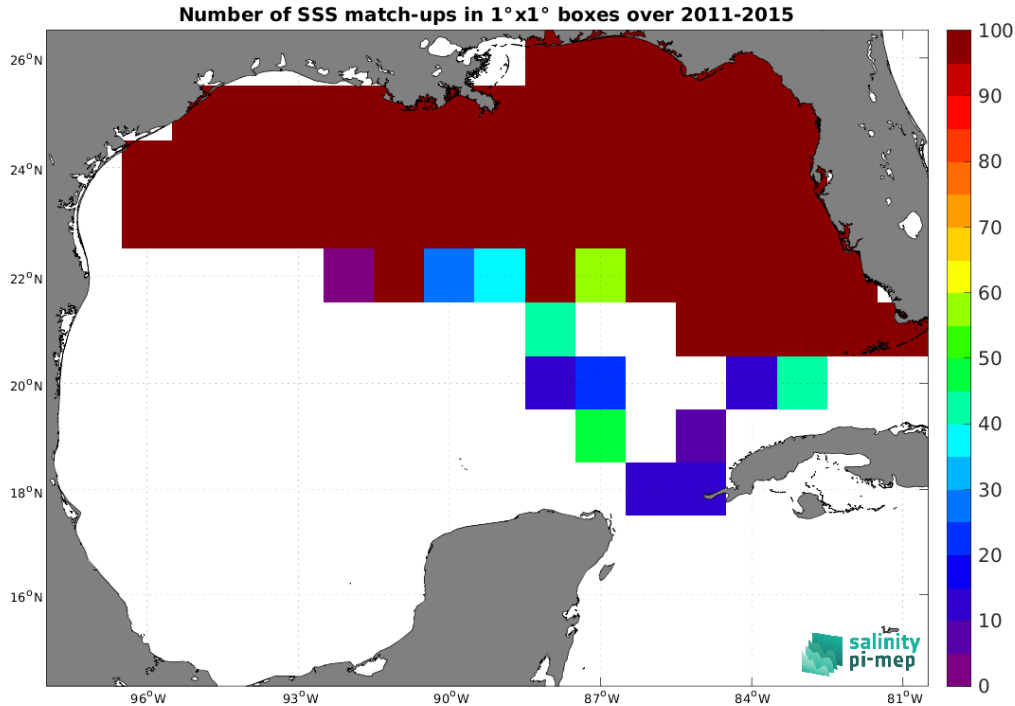 Number of SSS match-ups in 1°x1° boxes over 2011-2015
26°N
24°N
22°N
20°N
18°N
16°N
96°W
93°W
90°W
87°W
84°W
81°W
100
90
80
70
60
50
40
30
20
10
0
salinity
pi-mep